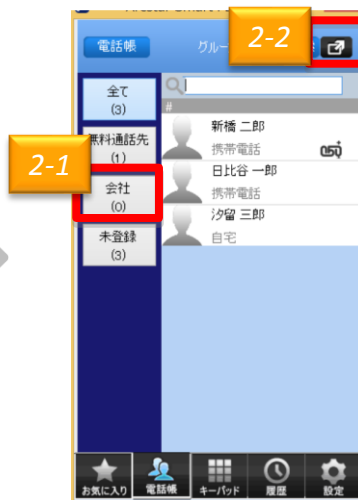 2-2
電話帳
グルー
全て
(3)
#
無料通話先
(1)
新橋 二郎
携帯電話
2-1
会社
(0)
日比谷 一郎
携帯電話
未登録
(3)
汐留 三郎
自宅
お気に入り
電話帳
キーパッド
履歴
設定